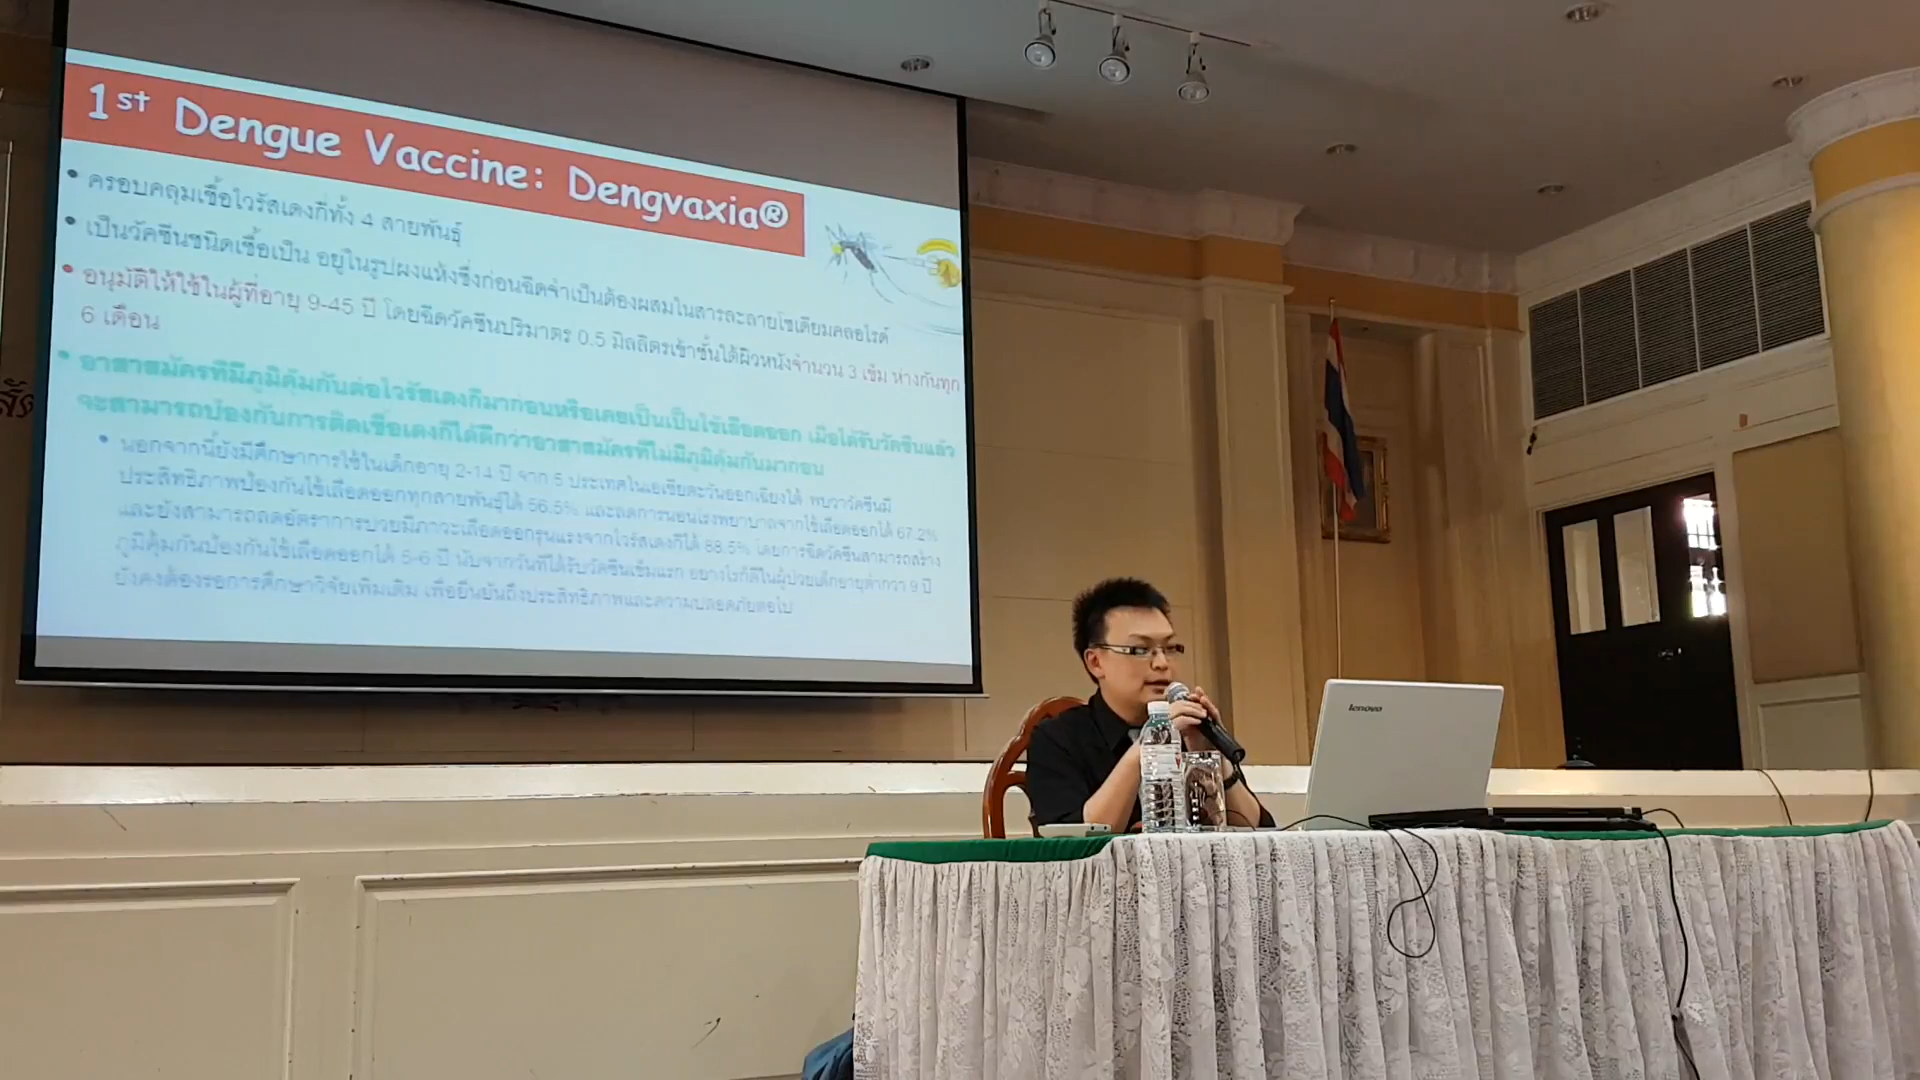 1st Dengue Vaccine: Dengvaxia®
• ครอบคลุมเชื้อไวรัสเดงกี่ทั้ง 4 สายพันธุ์
• เป็นวัคซีนชนิดเชื้อเป็น อยู่ในรูปผงแห้งซึ่งก่อนฉีดจำเป็นต้องผสมในสารละลายโซเดียมคลอไรด์
• อนุมัติให้ใช้ในผู้ที่อายุ 9-45 ปี โดยฉีดวัคซีนปริมาตร 0.5 มิลลิตรเข้าชั้นใต้ผิวหนังจำนวน 3 เข็ม ห่างกันทุก
6 เดือน
• อาสาสมัครที่มีภูมิคุ้มกันต่อไวรัสเดงกี่มาก่อนหรือเคยเป็นเป็นไข้เลือดออก เมื่อได้รับวัคซีนแล้ว
จะสามารถป้องกันการติดเชื้อเดงกี่ได้ดีกว่าอาสาสมัครที่ไม่มีภูมิคุ้มกันมาก่อน
• นอกจากนี้ยังมีศึกษาการใช้ในเด็กอายุ 2-14 ปี จาก 5 ประเทศในเอเชียตะวันออกเฉียงใต้ พบว่าวัคซีนมี
ประสิทธิภาพป้องกันไข้เลือดออกทุกสายพันธุ์ได้ 56.5% และลดการนอนโรงพยาบาลจากไข้เลือดออกได้ 67.2%
และยังสามารถลดอัตราการป่วยมีภาวะเลือดออกรุนแรงจากไวรัสเดงกี่ได้ 88.5% โดยการฉีดวัคซีนสามารถสร้าง
ภูมิคุ้มกันป้องกันไข้เลือดออกได้ 5-6 ปี นับจากวันที่ได้รับวัคซีนเข็มแรก อย่างไรก็ดีในผู้ป่วยเด็กอายุต่ำกว่า 9 ปี
ยังคงต้องรอการศึกษาวิจัยเพิ่มเติม เพื่อยืนยันถึงประสิทธิภาพและความปลอดภัยต่อไป
lenovo